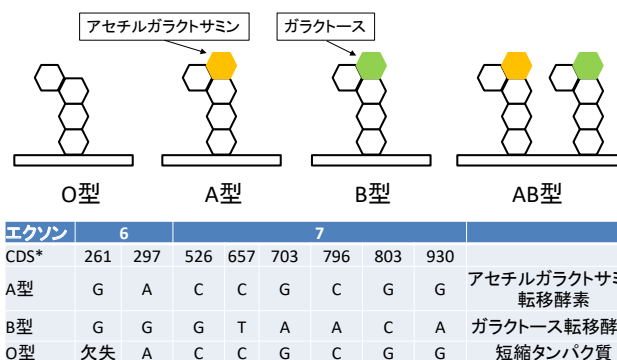 アセチルガラクトサミン ガラクトース
O型 A型 B型 AB型
エクソン 6 7
CDS* 261 297 526 657 703 796 803 930
A型 G A C C G C G G アセチルガラクトサミ
転移酵素
B型 G G G T A A C A ガラクトース転移酵
O型 欠失 A C C G C G G 短縮タンパク質